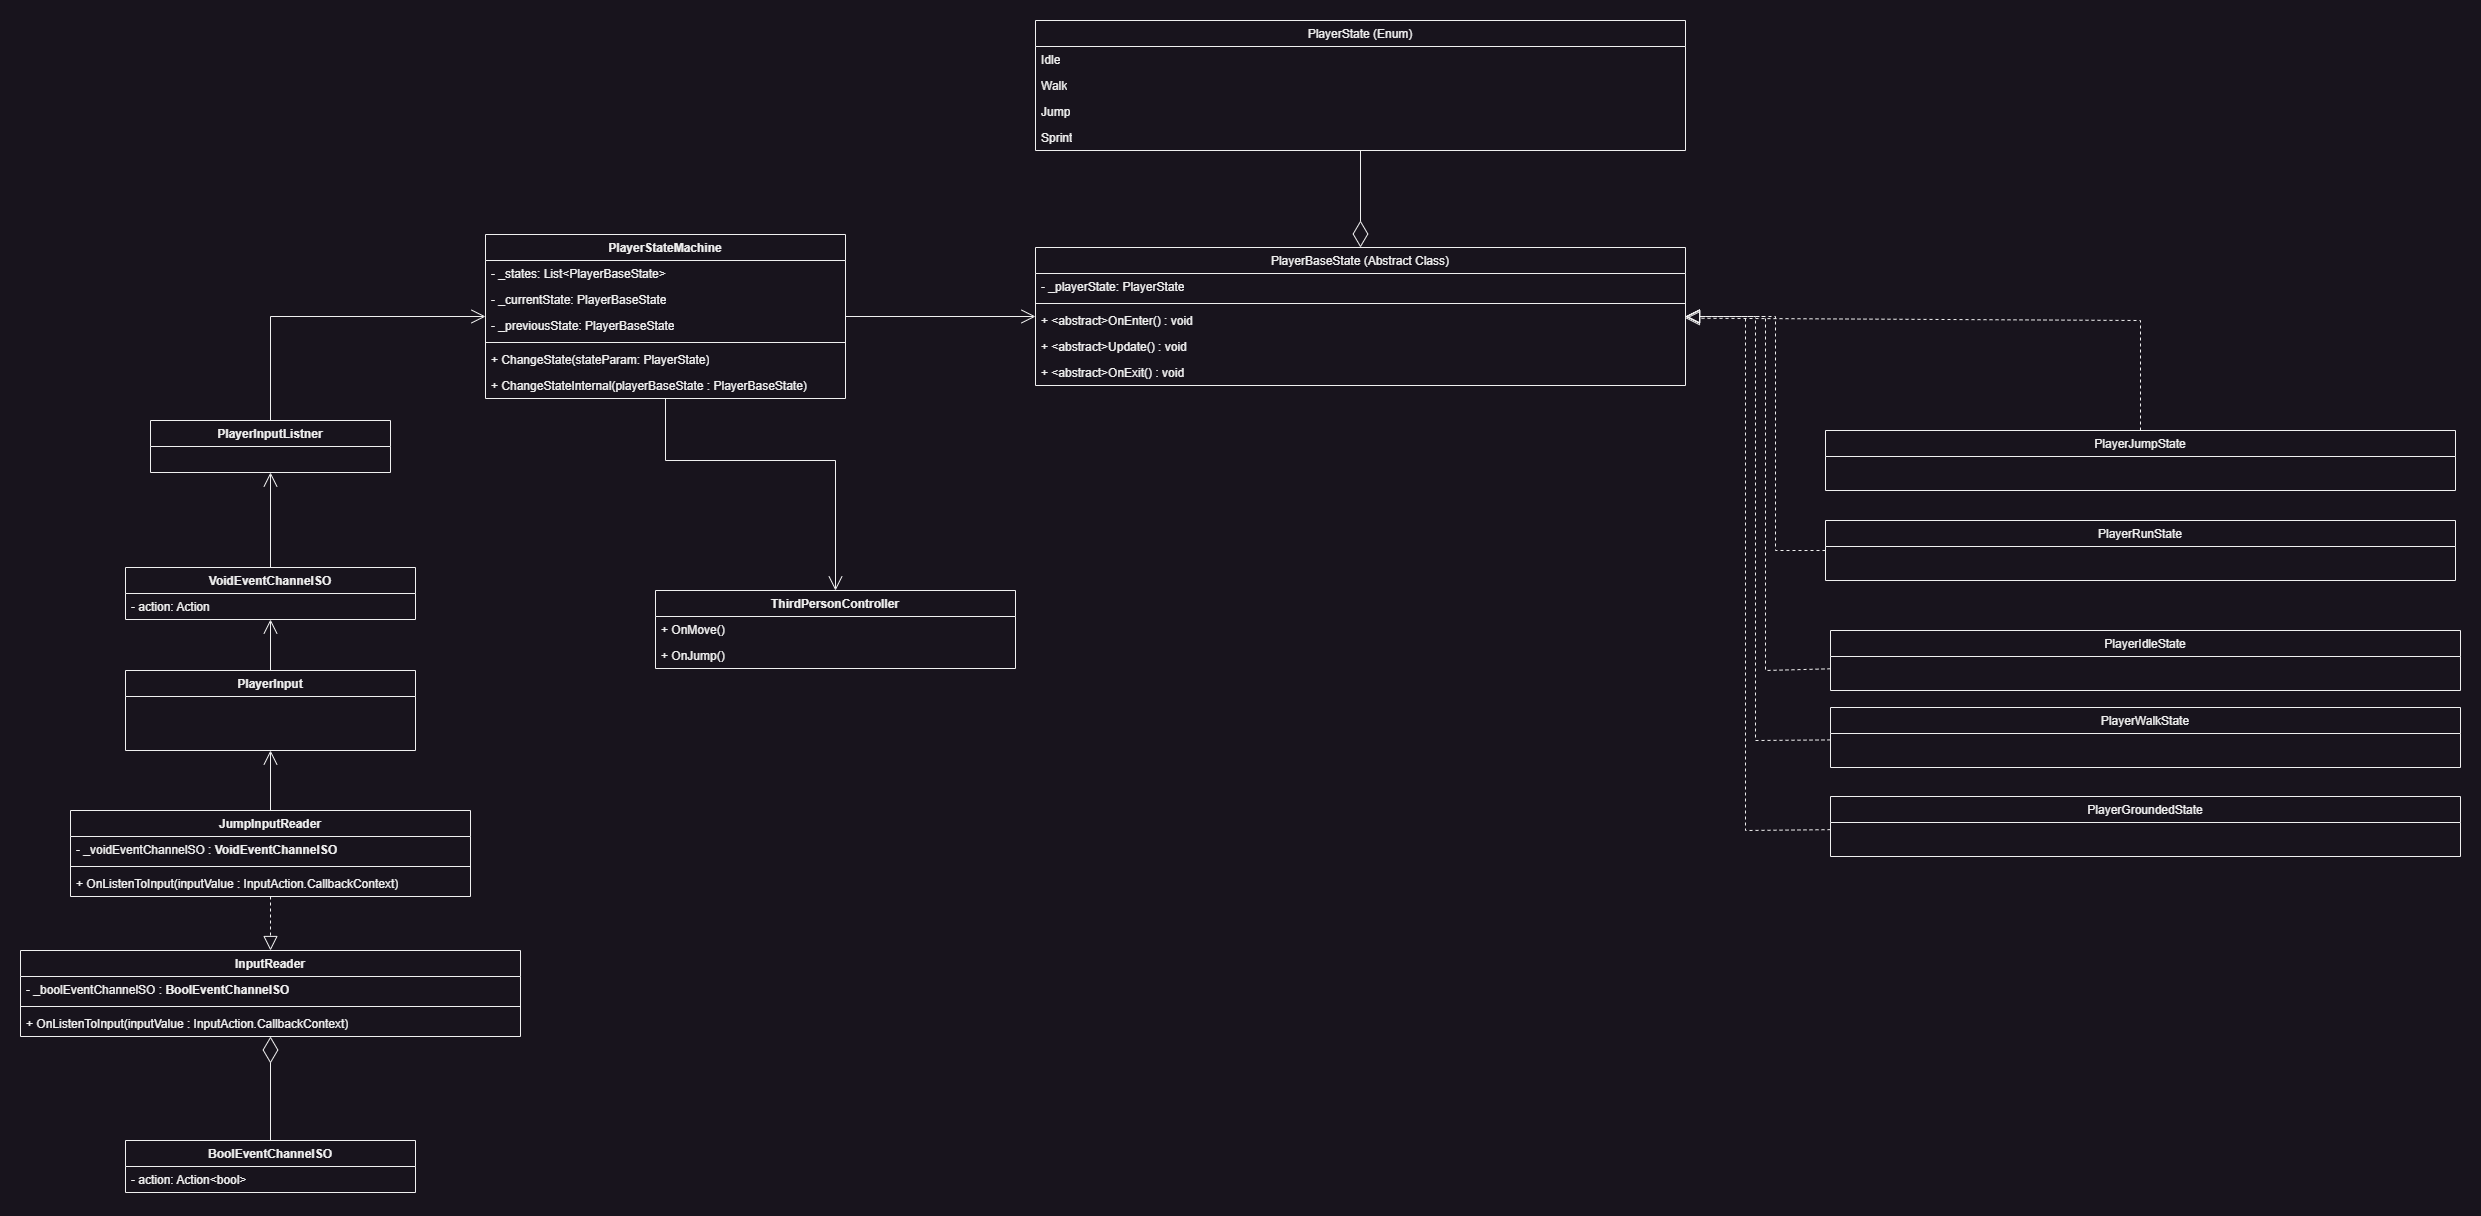 PlayerState (Enum)
Idle
Walk
Jump
Sprint
PlayerStateMachine
- _states: List<PlayerBaseState>
- _currentState: PlayerBaseState
- _previousState: PlayerBaseState
+ ChangeState(stateParam: PlayerState)
+ ChangeStateInternal(playerBaseState : PlayerBaseState)
PlayerBaseState (Abstract Class)
- _playerState: PlayerState
+ <abstract>OnEnter() : void
+ <abstract>Update() : void
+ <abstract>OnExit() : void
PlayerInputListner
VoidEventChannelSO
- action: Action
PlayerInput
JumpInputReader
- _voidEventChannelSO : VoidEventChannelSO
+ OnListenToInput(inputValue : InputAction.CallbackContext)
InputReader
- _boolEventChannelSO : BoolEventChannelSO
+ OnListenToInput(inputValue : InputAction.CallbackContext)
BoolEventChannelSO
- action: Action<bool>
ThirdPersonController
+ OnMove()
+ OnJump()
PlayerJumpState
PlayerRunState
PlayerIdleState
PlayerWalkState
PlayerGroundedState